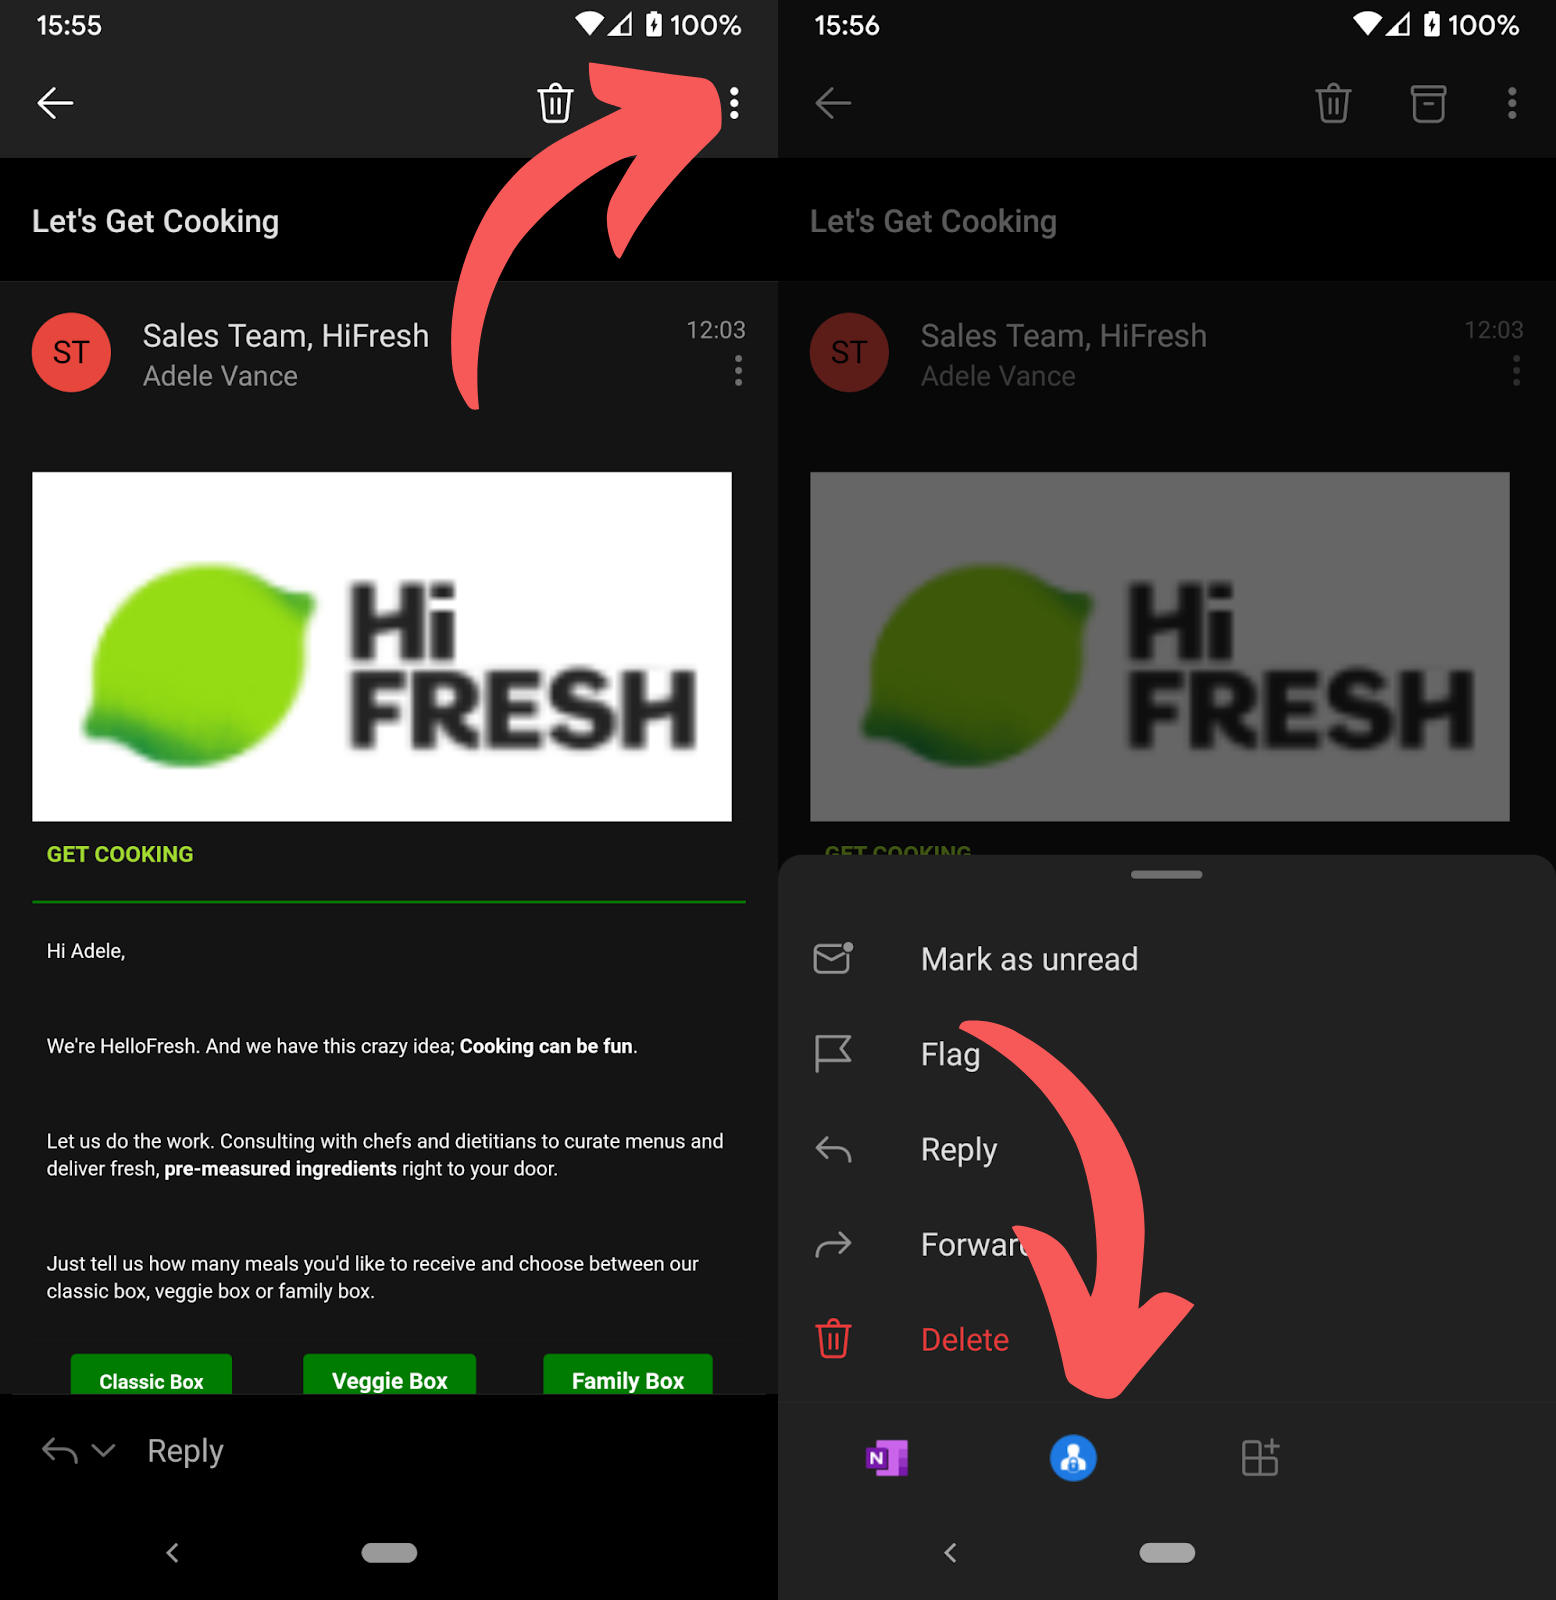 15:55
100%
Let's Get Cooking
ST
Sales Team, HiFresh
12:03
Adele Vance
Hi
FRESH
GET COOKING
Hi Adele,
We're HelloFresh. And we have this crazy idea; Cooking can be fun.
Let us do the work. Consulting with chefs and dietitians to curate menus and
deliver fresh, pre-measured ingredients right to your door.
Just tell us how many meals you'd like to receive and choose between our
classic box, veggie box or family box.
Classic Box
Veggie Box
Family Box
Reply
15:56
100%
Let's Get Cooking
ST
Sales Team, HiFresh
12:03
Adele Vance
Hi
FRESH
GET COOKING
Mark as unread
Flag
Reply
Forward
Delete
N